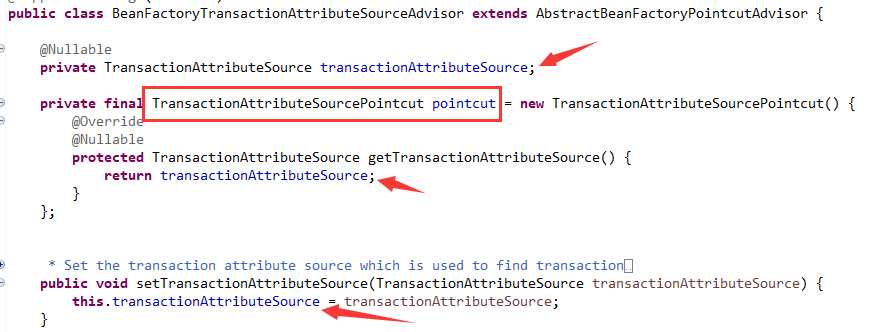 public class BeanFactoryTransactionAttributeSourceAdvisor extends AbstractBeanFactoryPointcutAdvisor {
@Nullable
private TransactionAttributeSource transactionAttributeSource;
private final TransactionAttributeSourcePointcut pointcut = new TransactionAttributeSourcePointcut() {
@Override
@Nullable
protected TransactionAttributeSource getTransactionAttributeSource() {
return transactionAttributeSource;
}
};
* Set the transaction attribute source which is used to find transaction
public void setTransactionAttributeSource(TransactionAttributeSource transactionAttributeSource) {
this.transactionAttributeSource = transactionAttributeSource;
}